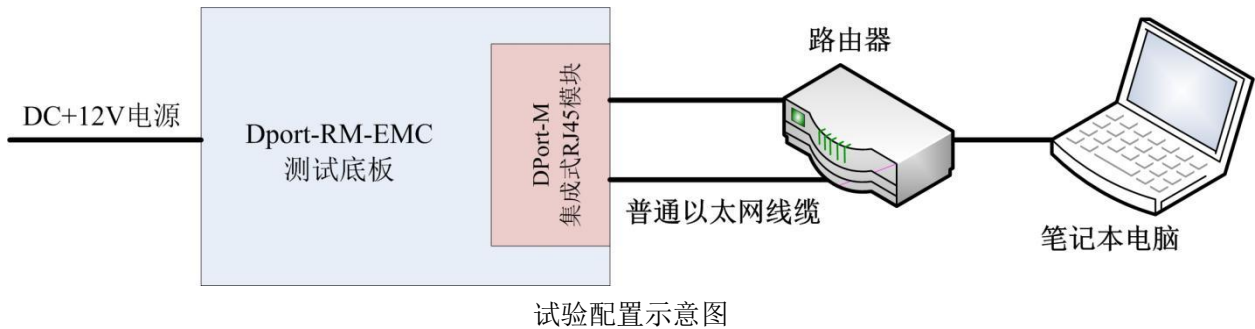 DC+12V电源
Dport-RM-EMC
测试底板
DPort-M
集成式RJ45模块
路由器
普通以太网线缆
笔记本电脑
试验配置示意图